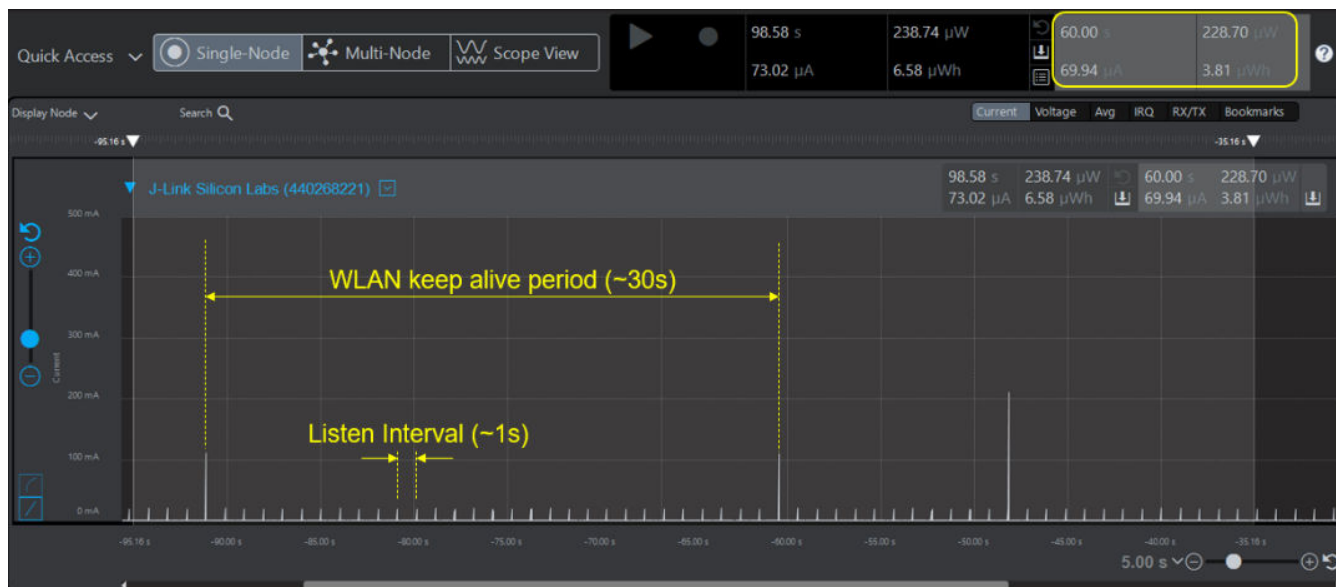 Quick Access
Single-Node
Multi-Node
Scope View
98.58 s
238.74 µW
73.02 µA
6.58 µWh
60.00 s
228.70 µW
69.94 µA
3.81 µWh
?
Display Node
Search
Current Voltage Avg IRQ RX/TX Bookmarks
-95.16 s
-35.16 s
J-Link Silicon Labs (440268221)
98.58 s 238.74 µW
73.02 µA 6.58 µWh
60.00 s 228.70 µW
69.94 µA 3.81 µWh
500 mA
400 mA
300 mA
200 mA
100 mA
0 mA
Current
WLAN keep alive period (~30s)
Listen Interval (~1s)
-95.16 s -90.00 s -85.00 s -80.00 s -75.00 s -70.00 s -65.00 s -60.00 s -55.00 s -50.00 s -45.00 s -40.00 s -35.16 s
5.00 s